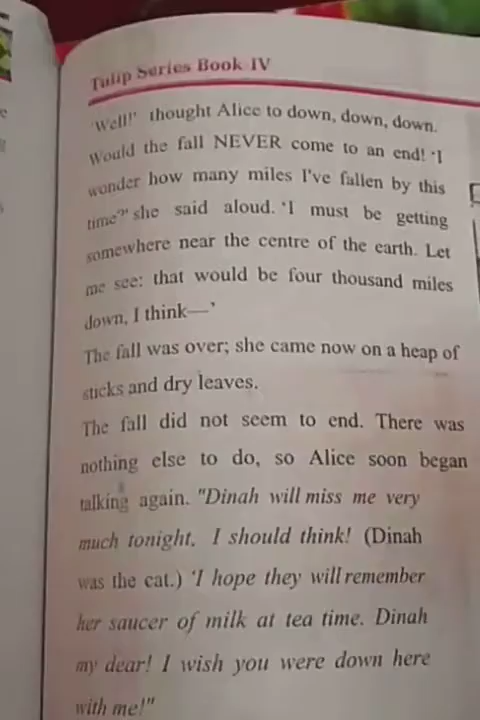 Tulip Series Book IV
'Well!' thought Alice to down, down, down.
Would the fall NEVER come to an end! 'I
wonder how many miles I've fallen by this
time?' she said aloud. 'I must be getting
somewhere near the centre of the earth. Let
me see: that would be four thousand miles
down, I think—'
The fall was over; she came now on a heap of
sticks and dry leaves.
The fall did not seem to end. There was
nothing else to do, so Alice soon began
talking again. "Dinah will miss me very
much tonight, I should think! (Dinah
was the cat.) 'I hope they will remember
her saucer of milk at tea time. Dinah
my dear! I wish you were down here
with me!"